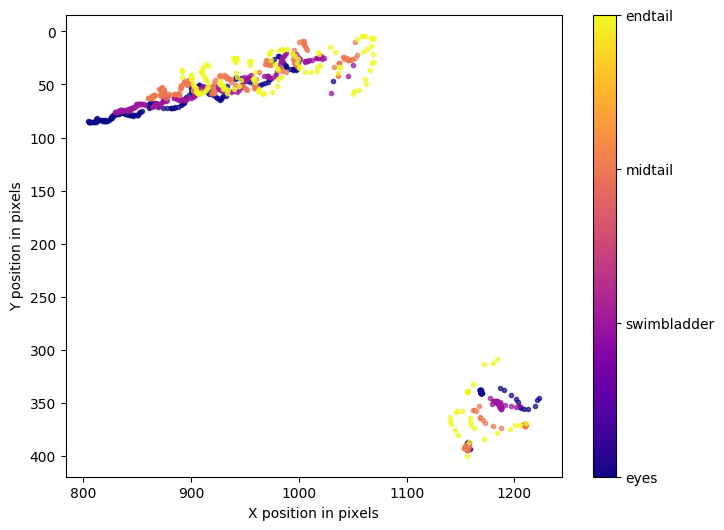 0
50
100
150
200
250
300
350
400
Y position in pixels
800
900
1000
1100
1200
X position in pixels
endtail
midtail
swimbladder
eyes